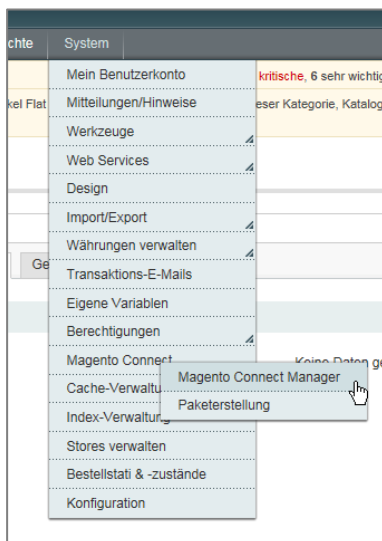 chte System
Mein Benutzerkonto
kritische, 6 sehr wichtig
Mitteilungen/Hinweise
kel Flat
eser Kategorie, Katalog
Werkzeuge
Web Services
Design
Import/Export
Währungen verwalten
Ge
Transaktions-E-Mails
Eigene Variablen
Berechtigungen
Magento Connect
Keine Daten ge
Magento Connect Manager
Cache-Verwaltu
Paketerstellung
Index-Verwaltung
Stores verwalten
Bestellstati & -zustände
Konfiguration